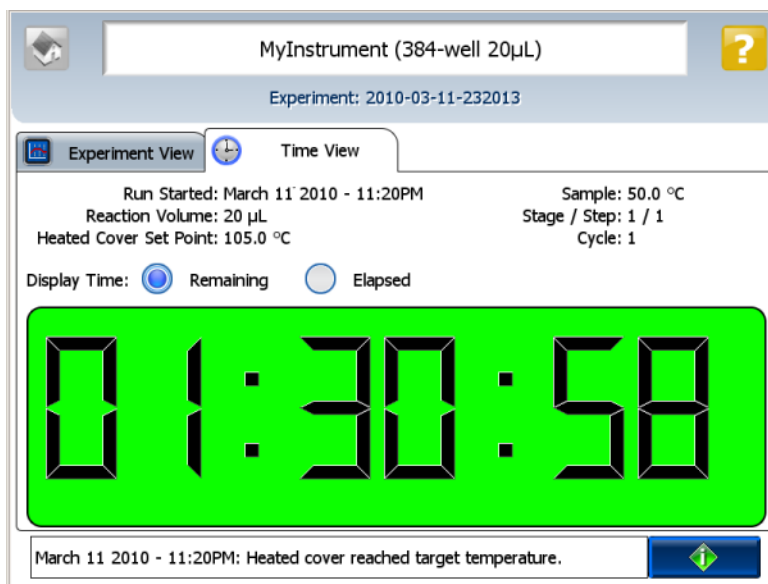 MyInstrument (384-well 20µL)
?
Experiment: 2010-03-11-232013
Experiment View
Time View
Run Started: March 11 2010 - 11:20PM
Sample: 50.0 °C
Reaction Volume: 20 µL
Stage / Step: 1 / 1
Heated Cover Set Point: 105.0 °C
Cycle: 1
Display Time: Remaining Elapsed
01:30:58
March 11 2010 - 11:20PM: Heated cover reached target temperature.
i